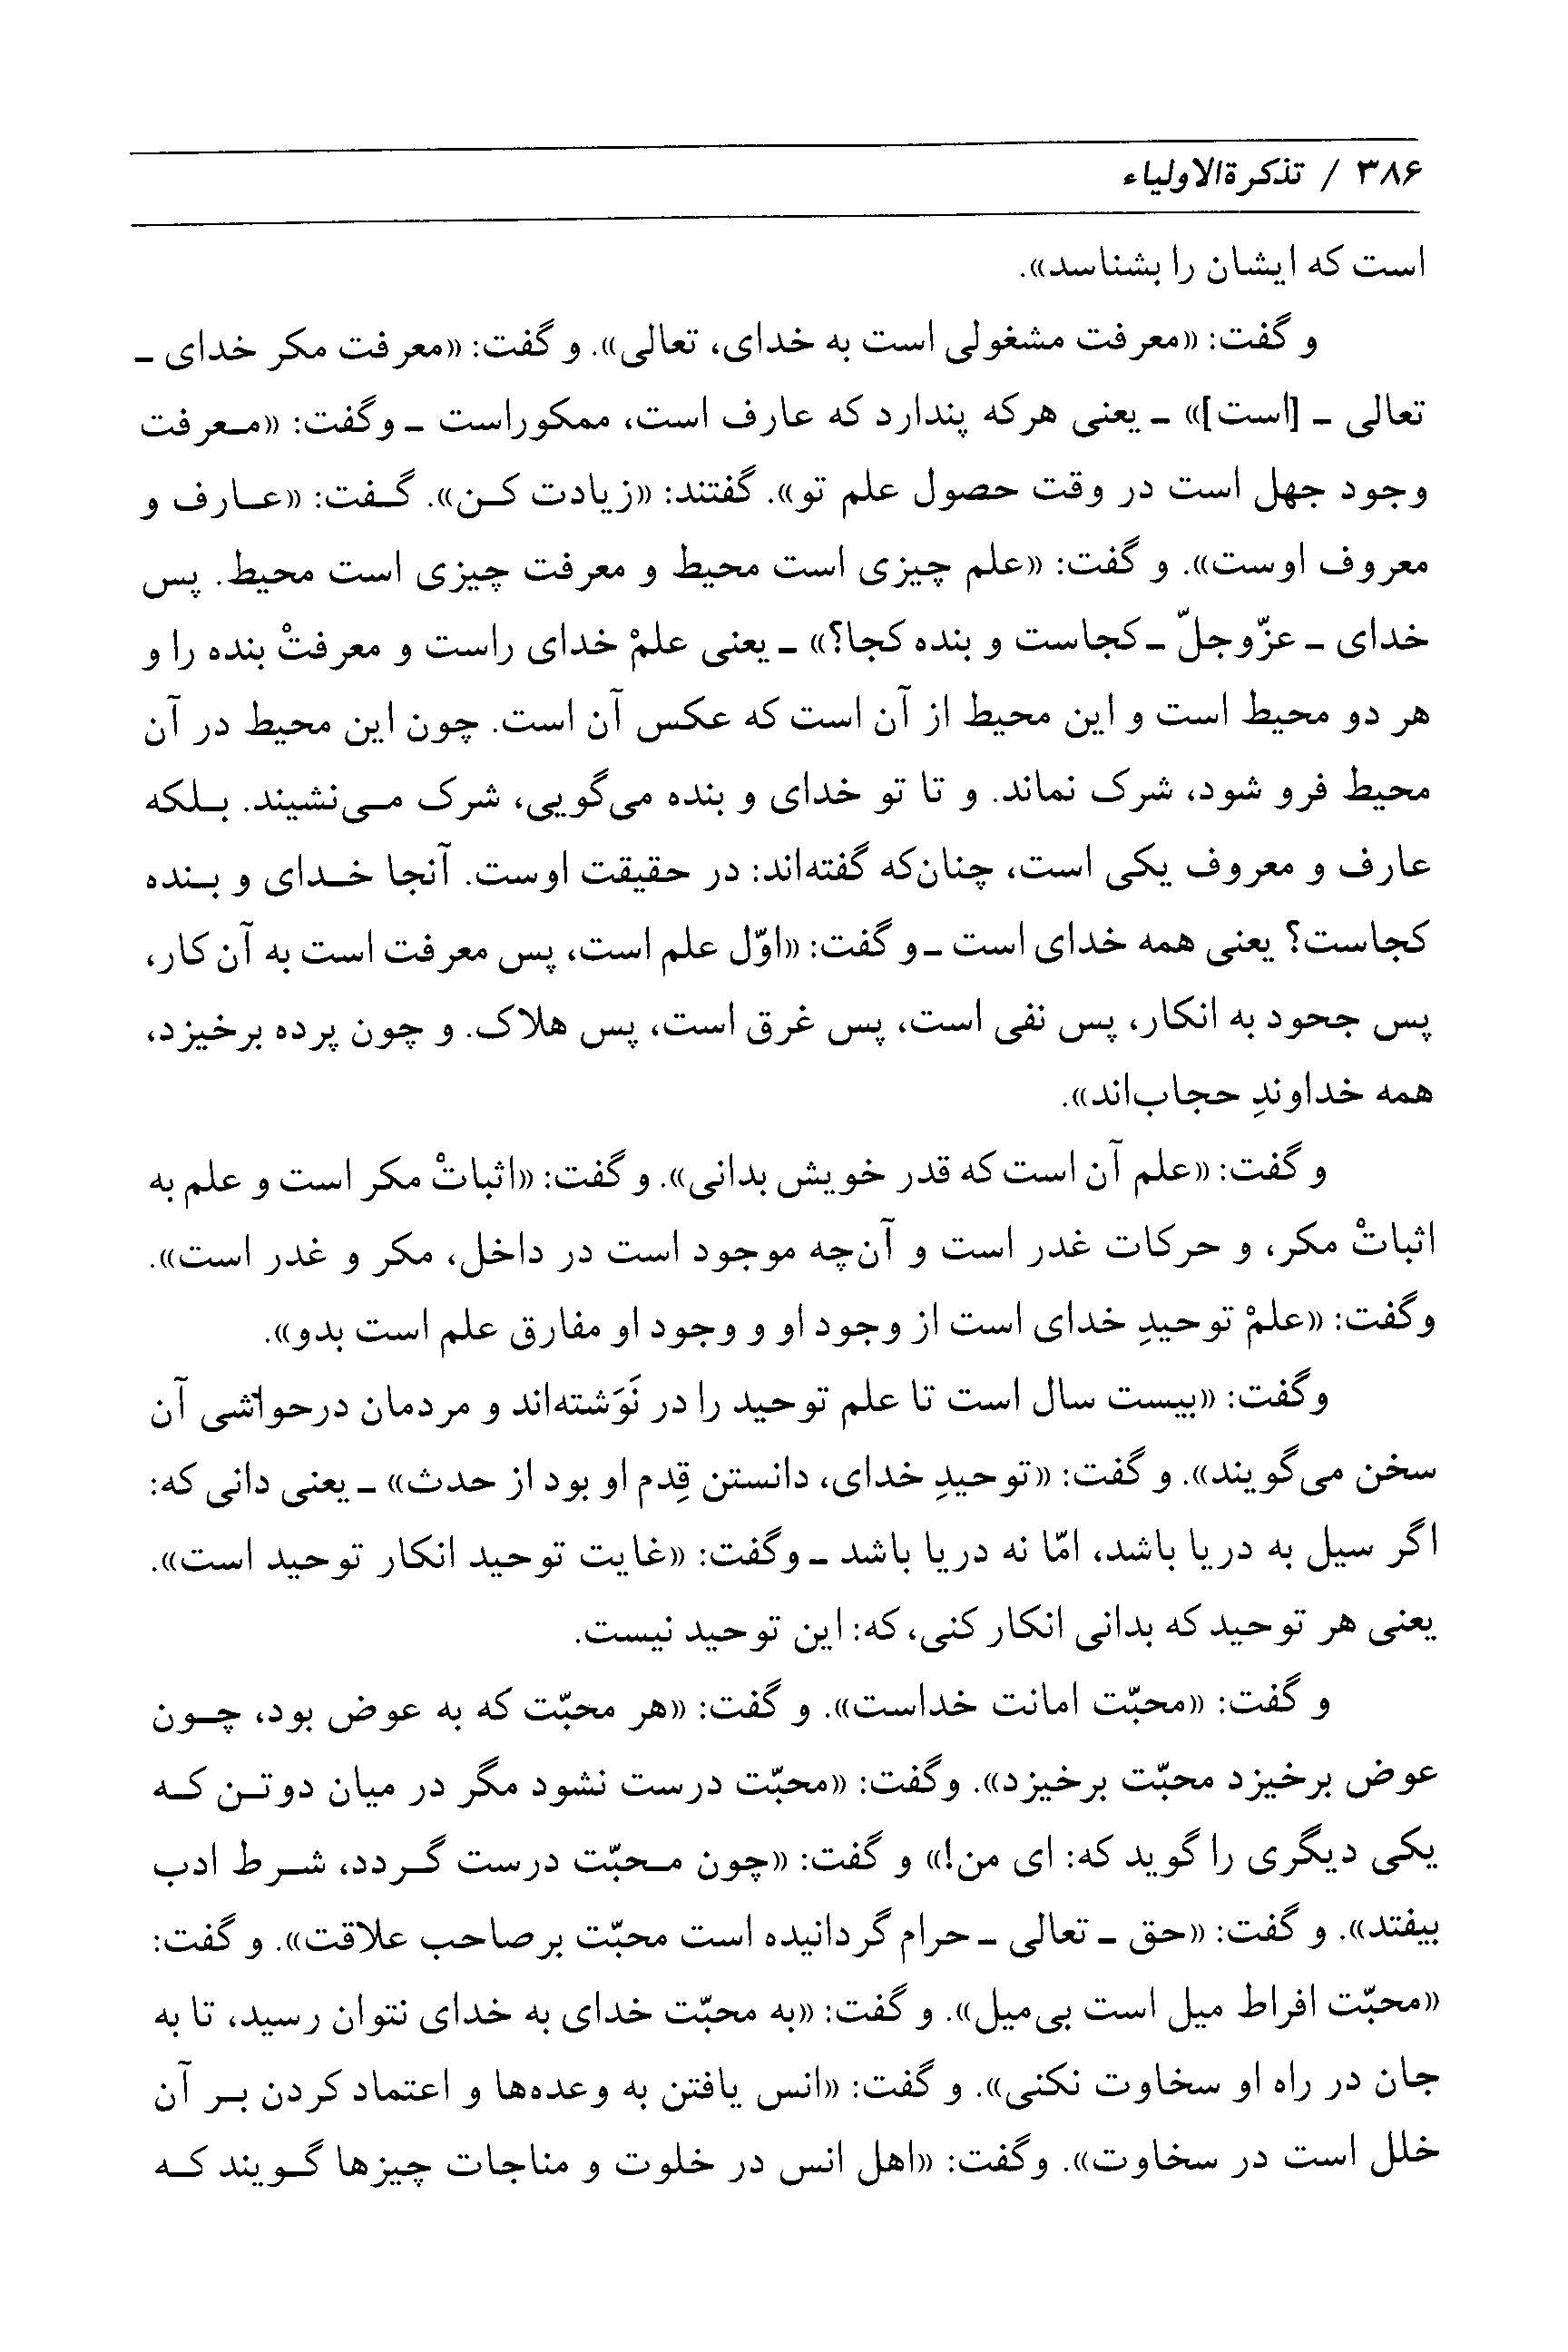 ۳۸۶ / تذکرةالاولیاء
است که ایشان را بشناسد».
و گفت: «معرفت مشغولی است به خدای، تعالی». و گفت: «معرفت مکر خدای ـ
تعالی ـ [است]» ـ یعنی هرکه پندارد که عارف است، ممکوراست ـ وگفت: «معرفت
وجود جهل است در وقت حصول علم تو». گفتند: «زیادت کن». گفت: «عارف و
معروف اوست». و گفت: «علم چیزی است محیط و معرفت چیزی است محیط. پس
خدای ـ عزّوجلّ ـ کجاست و بنده کجا؟» ـ یعنی علمْ خدای راست و معرفتْ بنده را و
هر دو محیط است و این محیط از آن است که عکس آن است. چون این محیط در آن
محیط فرو شود، شرک نماند. و تا تو خدای و بنده می‌گویی، شرک می‌نشیند. بلکه
عارف و معروف یکی است، چنان‌که گفته‌اند: در حقیقت اوست. آنجا خدای و بنده
کجاست؟ یعنی همه خدای است ـ و گفت: «اوّل علم است، پس معرفت است به آن کار،
پس جحود به انکار، پس نفی است، پس غرق است، پس هلاک. و چون پرده برخیزد،
همه خداوندِ حجاب‌اند».
و گفت: «علم آن است که قدر خویش بدانی». و گفت: «اثباتْ مکر است و علم به
اثباتْ مکر، و حرکات غدر است و آن‌چه موجود است در داخل، مکر و غدر است».
وگفت: «علمْ توحیدِ خدای است از وجود او و وجود او مفارق علم است بدو».
وگفت: «بیست سال است تا علم توحید را در نَوَشته‌اند و مردمان درحواشی آن
سخن می‌گویند». و گفت: «توحیدِ خدای، دانستن قِدم او بود از حدث» ـ یعنی دانی که:
اگر سیل به دریا باشد، امّا نه دریا باشد ـ وگفت: «غایت توحید انکار توحید است».
یعنی هر توحید که بدانی انکار کنی، که: این توحید نیست.
و گفت: «محبّت امانت خداست». و گفت: «هر محبّت که به عوض بود، چون
عوض برخیزد محبّت برخیزد». وگفت: «محبّت درست نشود مگر در میان دوتن که
یکی دیگری را گوید که: ای من!» و گفت: «چون محبّت درست گردد، شرط ادب
بیفتد». و گفت: «حق ـ تعالی ـ حرام گردانیده است محبّت برصاحب علاقت». و گفت:
«محبّت افراط میل است بی‌میل». و گفت: «به محبّت خدای به خدای نتوان رسید، تا به
جان در راه او سخاوت نکنی». و گفت: «انس یافتن به وعده‌ها و اعتماد کردن بر آن
خلل است در سخاوت». وگفت: «اهل انس در خلوت و مناجات چیزها گویند که